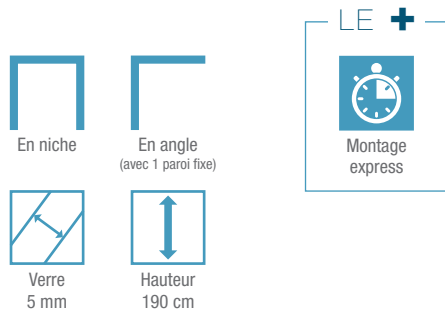 LE +
En niche
En angle
(avec 1 paroi fixe)
Montage
express
Verre
5 mm
Hauteur
190 cm